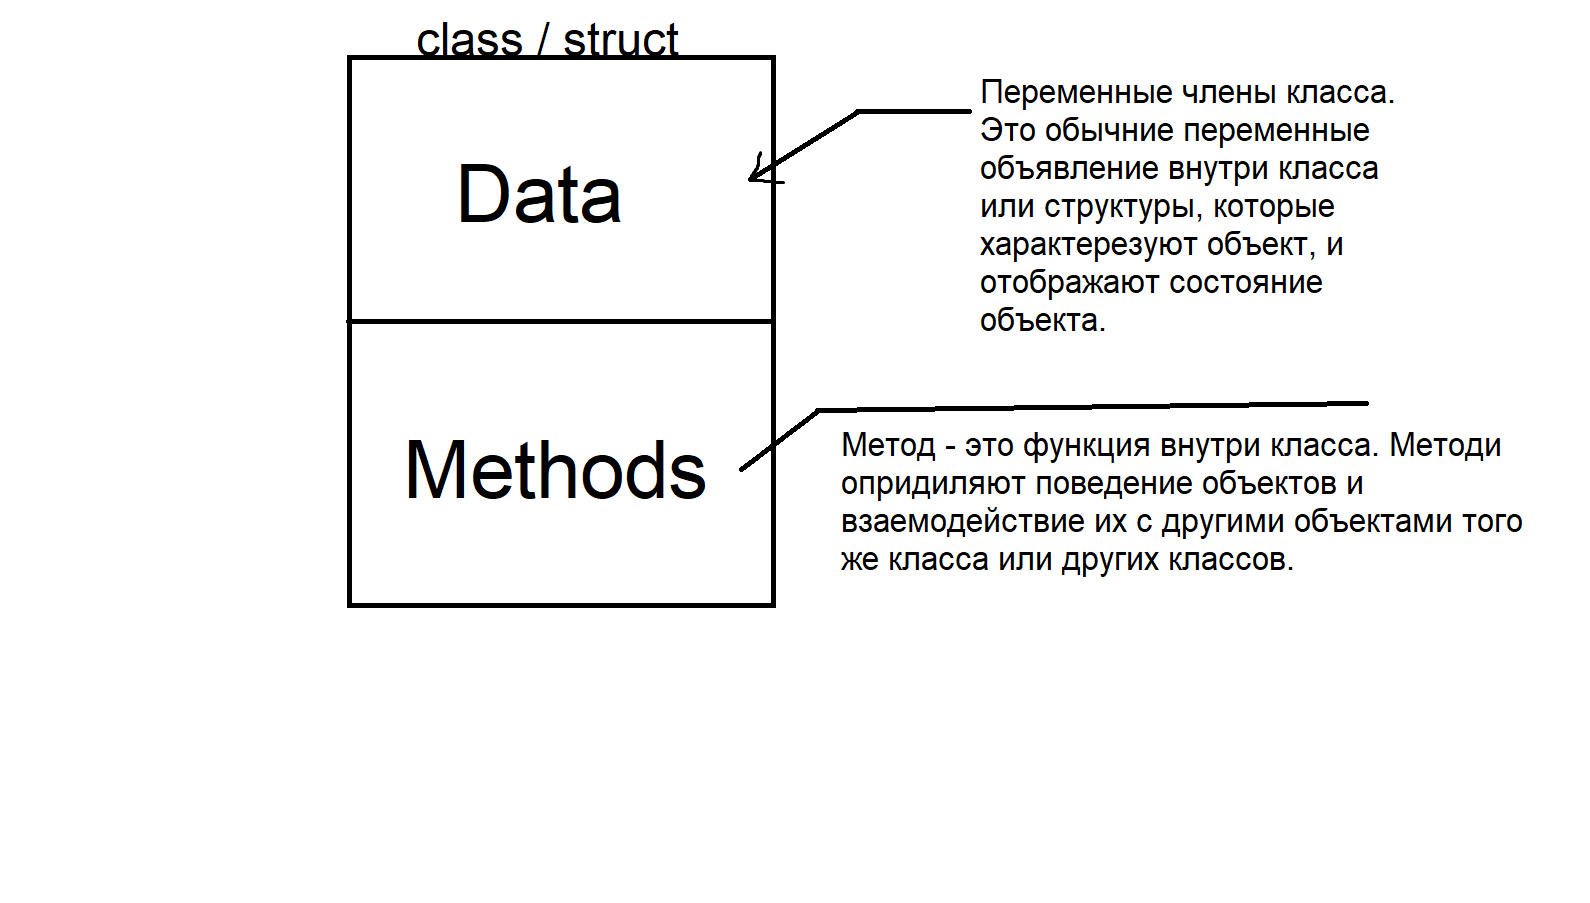 class / struct
Data
Переменные члены класса.
Это обычние переменные
объявление внутри класса
или структуры, которые
характерезуют объект, и
отображают состояние
объекта.
Methods
Метод - это функция внутри класса. Методи
опридиляют поведение объектов и
взаемодействие их с другими объектами того
же класса или других классов.